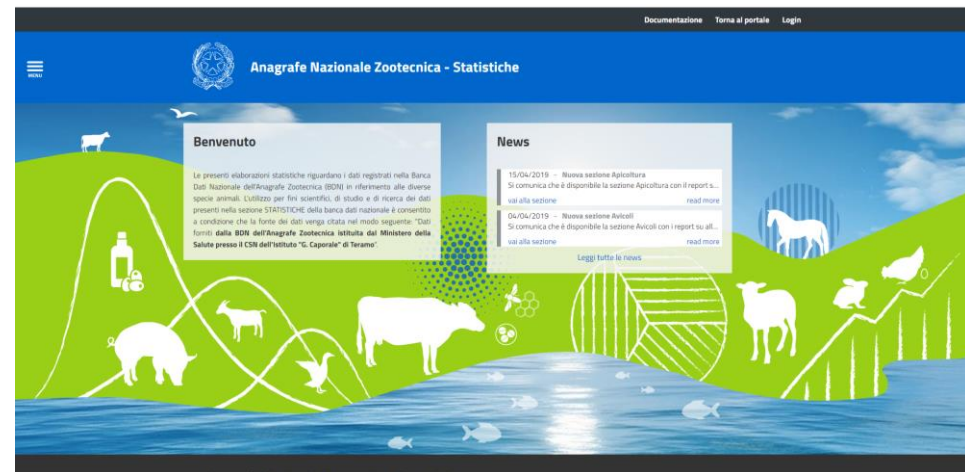 Documentazione Torna al portale Login
MENU
Anagrafe Nazionale Zootecnica - Statistiche
Benvenuto
Le presenti elaborazioni statistiche riguardano i dati registrati nella Banca
Dati Nazionale dell'Anagrafe Zootecnica (BDN) in riferimento alle diverse
specie animali. L'utilizzo per fini scientifici, di studio e di ricerca dei dati
presenti nella sezione STATISTICHE della banca dati nazionale è consentito
a condizione che la fonte dei dati venga citata nel modo seguente: "Dati
forniti dalla BDN dell'Anagrafe Zootecnica istituita dal Ministero della
Salute presso il CSN dell'Istituto "G. Caporale" di Teramo".
News
15/04/2019 - Nuova sezione Apicoltura
Si comunica che è disponibile la sezione Apicoltura con il report s...
vai alla sezione read more
04/04/2019 - Nuova sezione Avicoli
Si comunica che è disponibile la sezione Avicoli con i report su all...
vai alla sezione read more
Leggi tutte le news